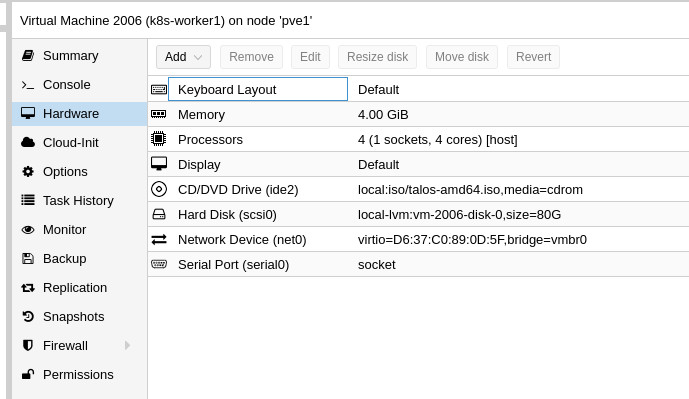 Virtual Machine 2006 (k8s-worker1) on node 'pve1'
Summary
Console
Hardware
Cloud-Init
Options
Task History
Monitor
Backup
Replication
Snapshots
Firewall
Permissions
Add Remove Edit Resize disk Move disk Revert
Keyboard Layout Default
Memory 4.00 GiB
Processors 4 (1 sockets, 4 cores) [host]
Display Default
CD/DVD Drive (ide2) local:iso/talos-amd64.iso,media=cdrom
Hard Disk (scsi0) local-lvm:vm-2006-disk-0,size=80G
Network Device (net0) virtio=D6:37:C0:89:0D:5F,bridge=vmbr0
Serial Port (serial0) socket